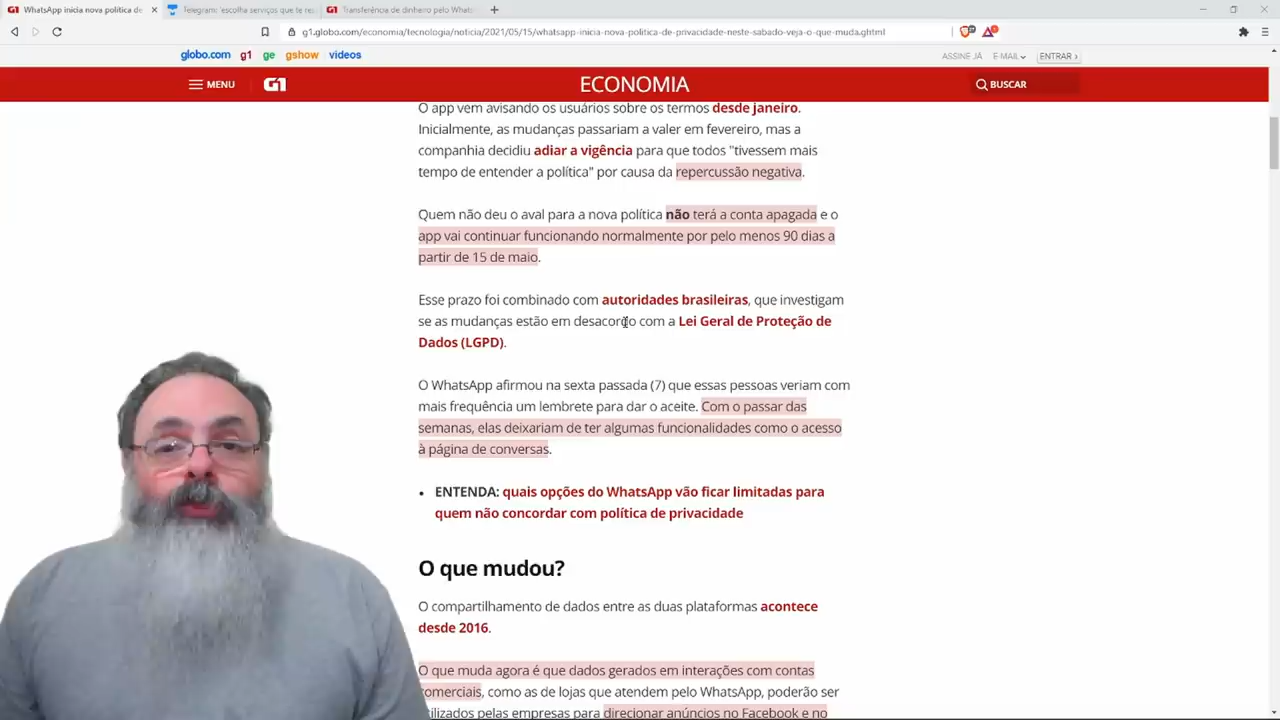 WhatsApp inicia nova política de
Telegram: 'escolha serviços que te re
Transferência de dinheiro pelo Whats
g1.globo.com/economia/tecnologia/noticia/2021/05/15/whatsapp-inicia-nova-politica-de-privacidade-neste-sabado-veja-o-que-muda.ghtml
globo.com g1 ge gshow videos
ASSINE JÁ E-MAIL ENTRAR ›
MENU G1 ECONOMIA BUSCAR
O app vem avisando os usuários sobre os termos desde janeiro.
Inicialmente, as mudanças passariam a valer em fevereiro, mas a
companhia decidiu adiar a vigência para que todos "tivessem mais
tempo de entender a política" por causa da repercussão negativa.
Quem não deu o aval para a nova política não terá a conta apagada e o
app vai continuar funcionando normalmente por pelo menos 90 dias a
partir de 15 de maio.
Esse prazo foi combinado com autoridades brasileiras, que investigam
se as mudanças estão em desacordo com a Lei Geral de Proteção de
Dados (LGPD).
O WhatsApp afirmou na sexta passada (7) que essas pessoas veriam com
mais frequência um lembrete para dar o aceite. Com o passar das
semanas, elas deixariam de ter algumas funcionalidades como o acesso
à página de conversas.
• ENTENDA: quais opções do WhatsApp vão ficar limitadas para
quem não concordar com política de privacidade
O que mudou?
O compartilhamento de dados entre as duas plataformas acontece
desde 2016.
O que muda agora é que dados gerados em interações com contas
comerciais, como as de lojas que atendem pelo WhatsApp, poderão ser
utilizados pelas empresas para direcionar anúncios no Facebook e no